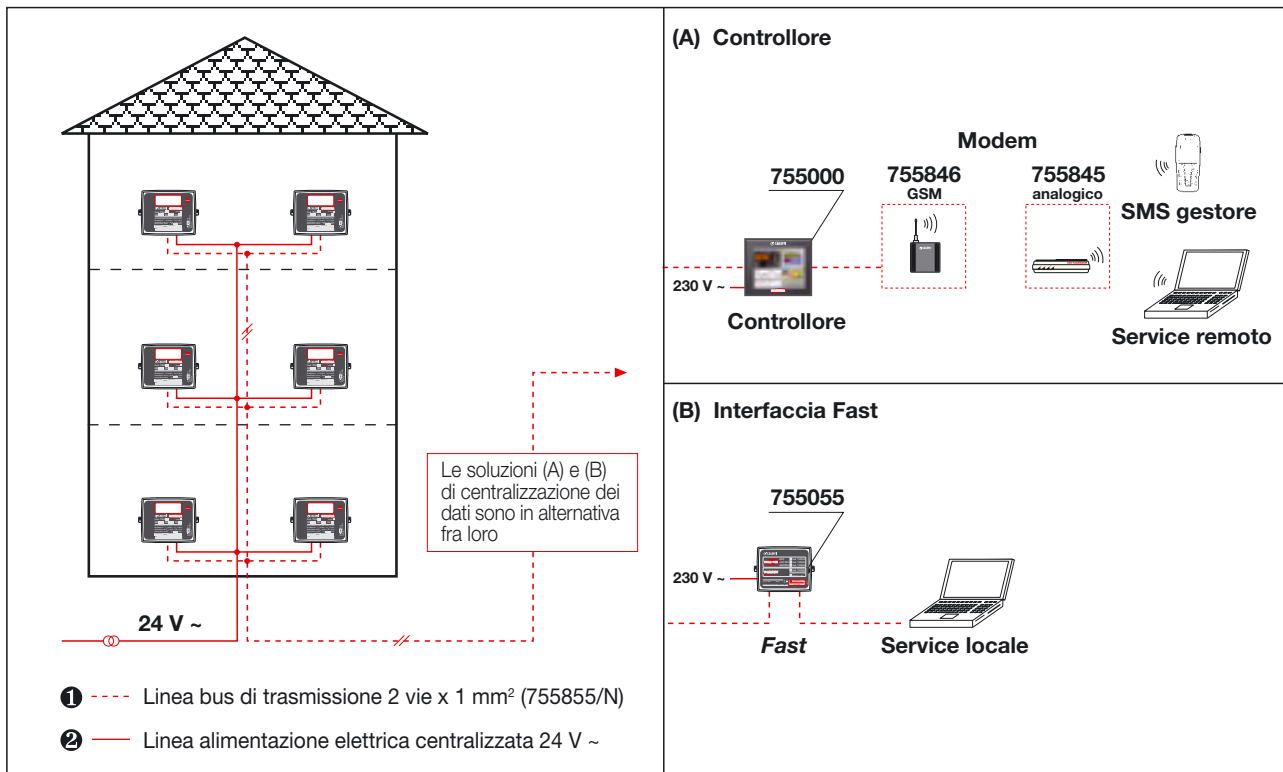 Le soluzioni (A) e (B)
di centralizzazione dei
dati sono in alternativa
fra loro
24 V ~
❶ Linea bus di trasmissione 2 vie x 1 mm² (755855/N)
❷ Linea alimentazione elettrica centralizzata 24 V ~
(A) Controllore
Modem
755000
755846
GSM
755845
analogico
SMS gestore
230 V ~
Controllore
Service remoto
(B) Interfaccia Fast
755055
230 V ~
Fast
Service locale